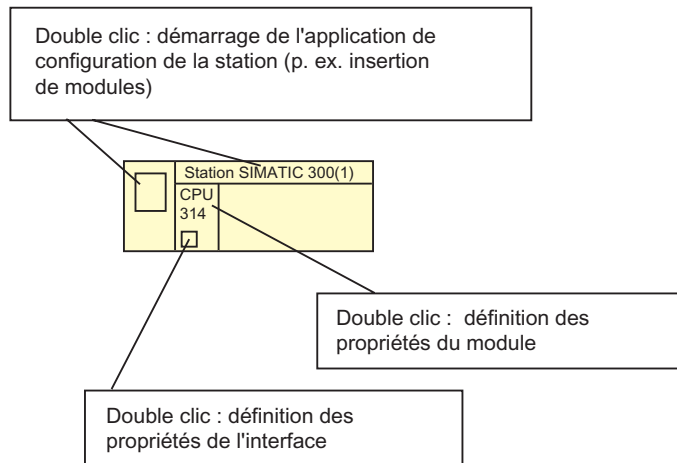 Double clic : démarrage de l'application de
configuration de la station (p. ex. insertion
de modules)
Station SIMATIC 300(1)
CPU
314
Double clic :  définition des
propriétés du module
Double clic : définition des
propriétés de l'interface